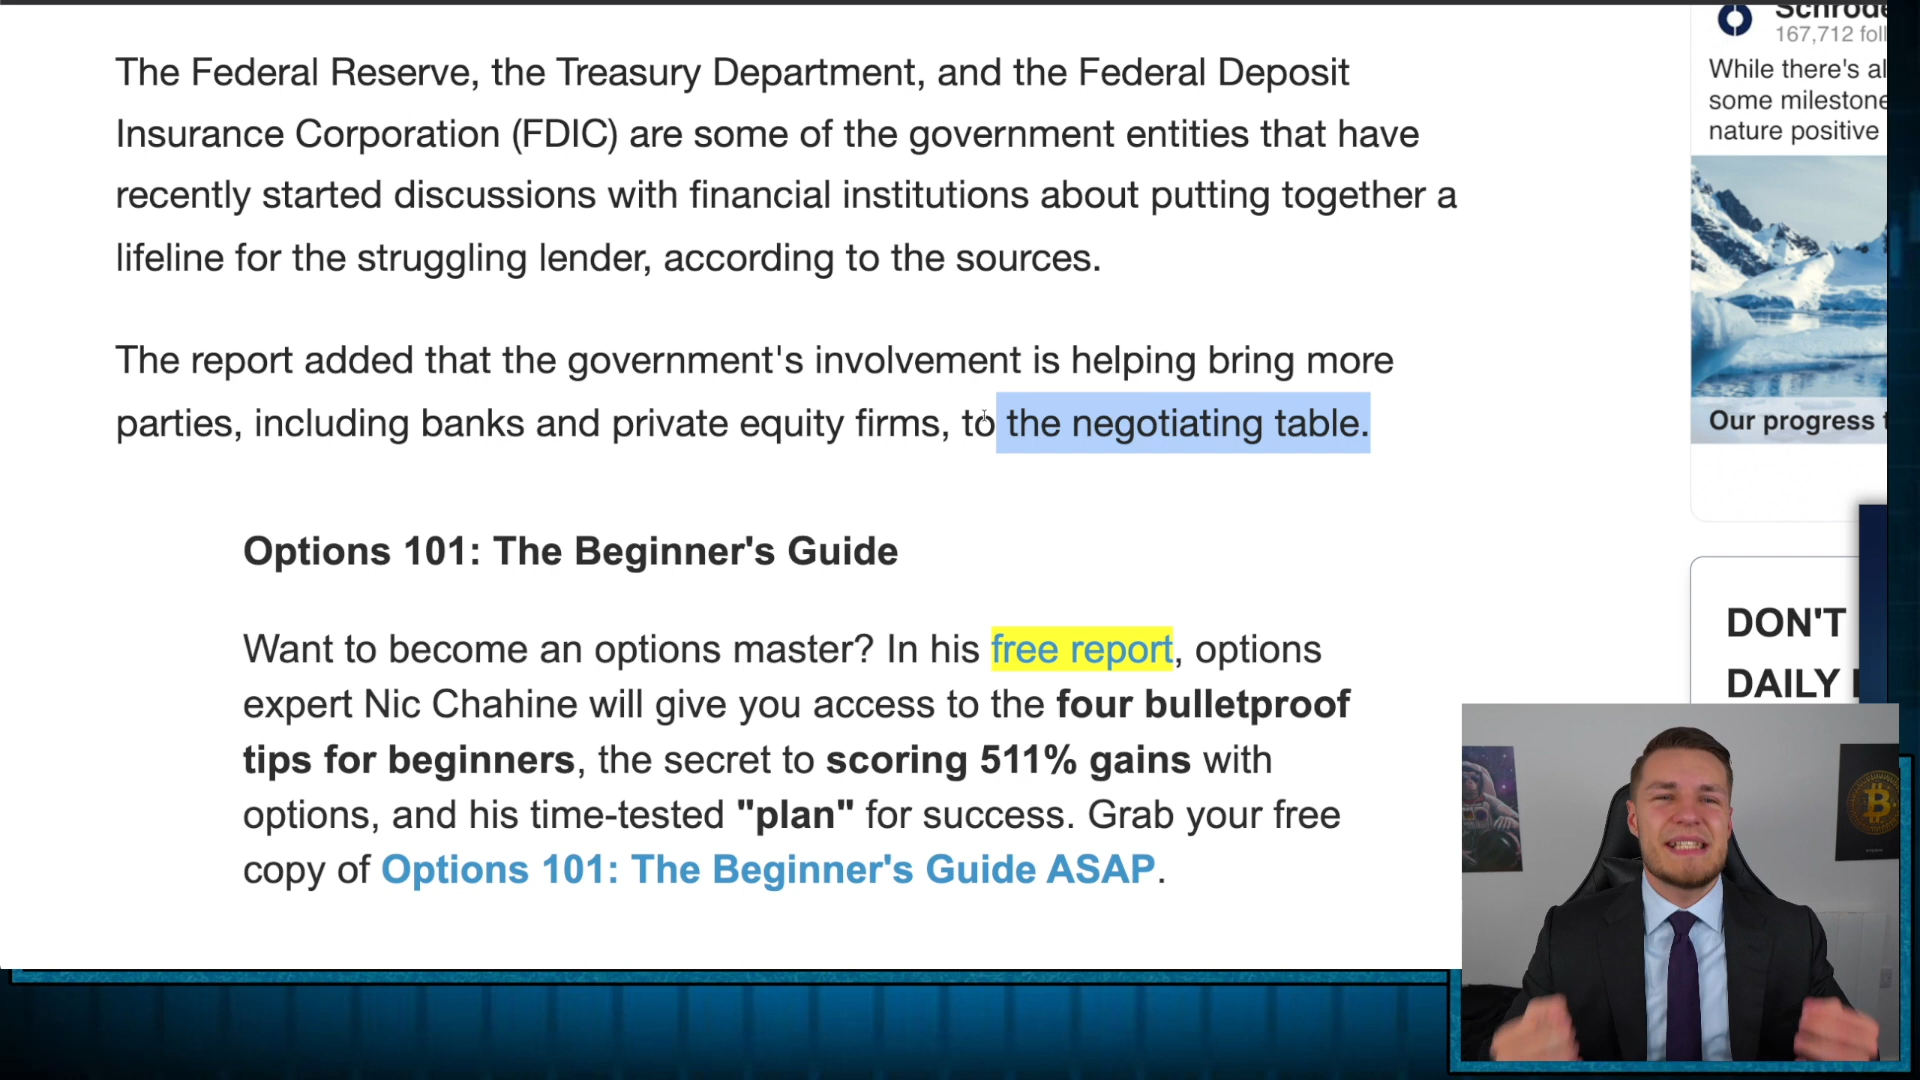 The Federal Reserve, the Treasury Department, and the Federal Deposit
Insurance Corporation (FDIC) are some of the government entities that have
recently started discussions with financial institutions about putting together a
lifeline for the struggling lender, according to the sources.
The report added that the government's involvement is helping bring more
parties, including banks and private equity firms, to the negotiating table.
Options 101: The Beginner's Guide
Want to become an options master? In his free report, options
expert Nic Chahine will give you access to the four bulletproof
tips for beginners, the secret to scoring 511% gains with
options, and his time-tested "plan" for success. Grab your free
copy of Options 101: The Beginner's Guide ASAP.
Schrode
167,712 foll
While there's al
some milestone
nature positive
Our progress t
DON'T
DAILY